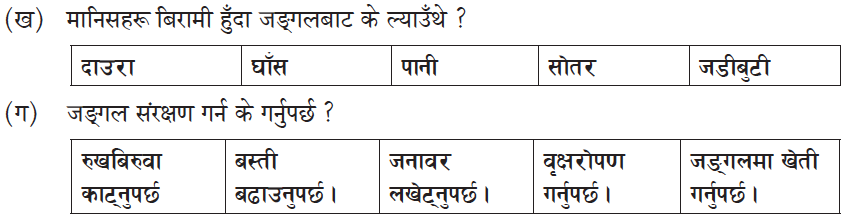 (ख) मानिसहरू बिरामी हुँदा जङ्गलबाट के ल्याउँथे ?
दाउरा घाँस पानी सोतर जडीबुटी
(ग) जङ्गल संरक्षण गर्न के गर्नुपर्छ ?
रुखबिरुवा बस्ती जनावर वृक्षरोपण जङ्गलमा खेती
काट्नुपर्छ बढाउनुपर्छ। लखेट्नुपर्छ। गर्नुपर्छ। गर्नुपर्छ।